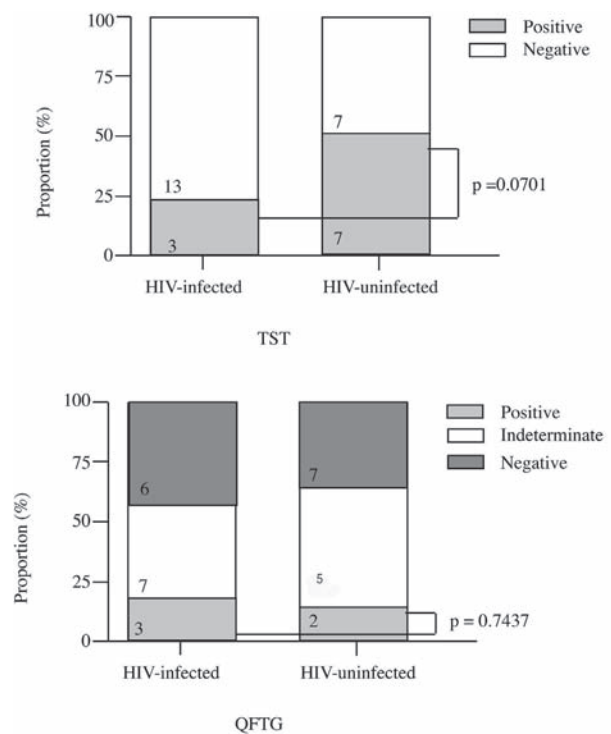 100
75
50
25
0
Proportion (%)
Positive
Negative
13
3
7
7
p =0.0701
HIV-infected
HIV-uninfected
TST
100
75
50
25
0
Proportion (%)
Positive
Indeterminate
Negative
6
7
3
7
5
2
p = 0.7437
HIV-infected
HIV-uninfected
QFTG